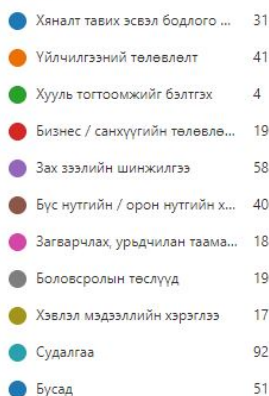 Хяналт тавих эсвэл бодлого ... 31
Үйлчилгээний төлөвлөлт 41
Хууль тогтоомжийг бэлтгэх 4
Бизнес / санхүүгийн төлөвлө... 19
Зах зээлийн шинжилгээ 58
Бүс нутгийн / орон нутгийн х... 40
Загварчлах, урьдчилан таама... 18
Боловсролын төслүүд 19
Хэвлэл мэдээллийн хэрэглээ 17
Судалгаа 92
Бусад 51